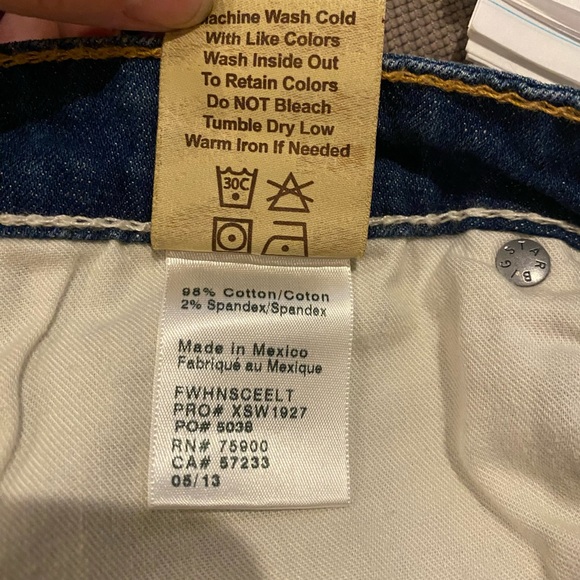 Machine Wash Cold
With Like Colors
Wash Inside Out
To Retain Colors
Do NOT Bleach
Tumble Dry Low
Warm Iron If Needed
30C
98% Cotton/Coton
2% Spandex/Spandex
Made in Mexico
Fabriqué au Mexique
FWHNSCEELT
PRO# XSW1927
PO# 5038
RN# 75900
CA# 57233
05/13
BIG STAR